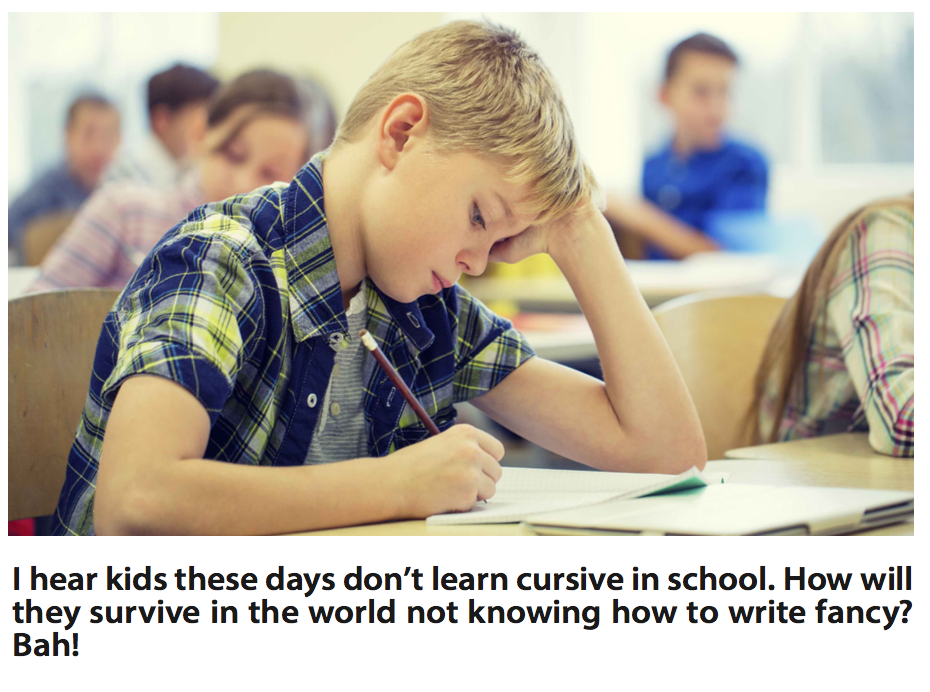 I hear kids these days don’t learn cursive in school. How will
they survive in the world not knowing how to write fancy?
Bah!